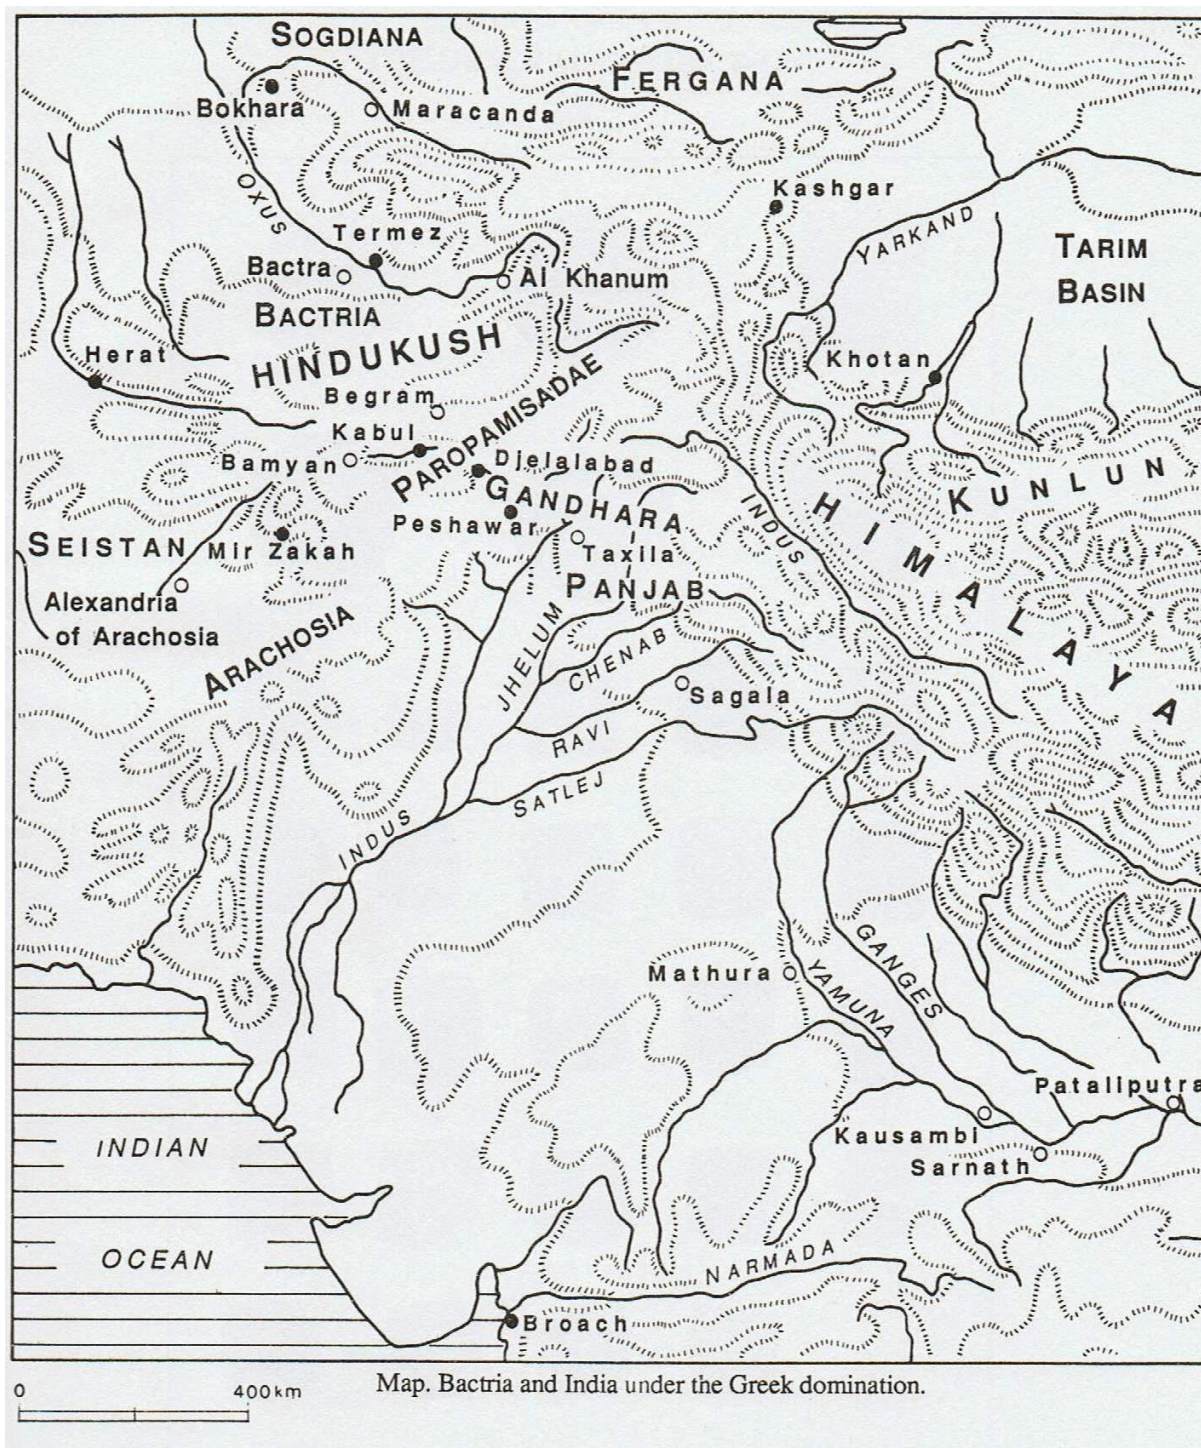 SOGDIANA
FERGANA
Bokhara
Maracanda
Kashgar
OXUS
YARKAND
Termez
TARIM
BASIN
Bactra
Aï Khanum
BACTRIA
HINDUKUSH
Herat
Khotan
Begram
PAROPAMISADAE
Kabul
Bamyan
Djelalabad
KUNLUN
GANDHARA
INDUS
HIMALAYA
Peshawar
SEISTAN
Mir Zakah
Taxila
PANJAB
Alexandria
of Arachosia
ARACHOSIA
JHELUM
CHENAB
Sagala
RAVI
SATLEJ
INDUS
Mathura
YAMUNA
GANGES
Pataliputra
Kausambi
Sarnath
INDIAN
OCEAN
NARMADA
Broach
0 400km
Map. Bactria and India under the Greek domination.